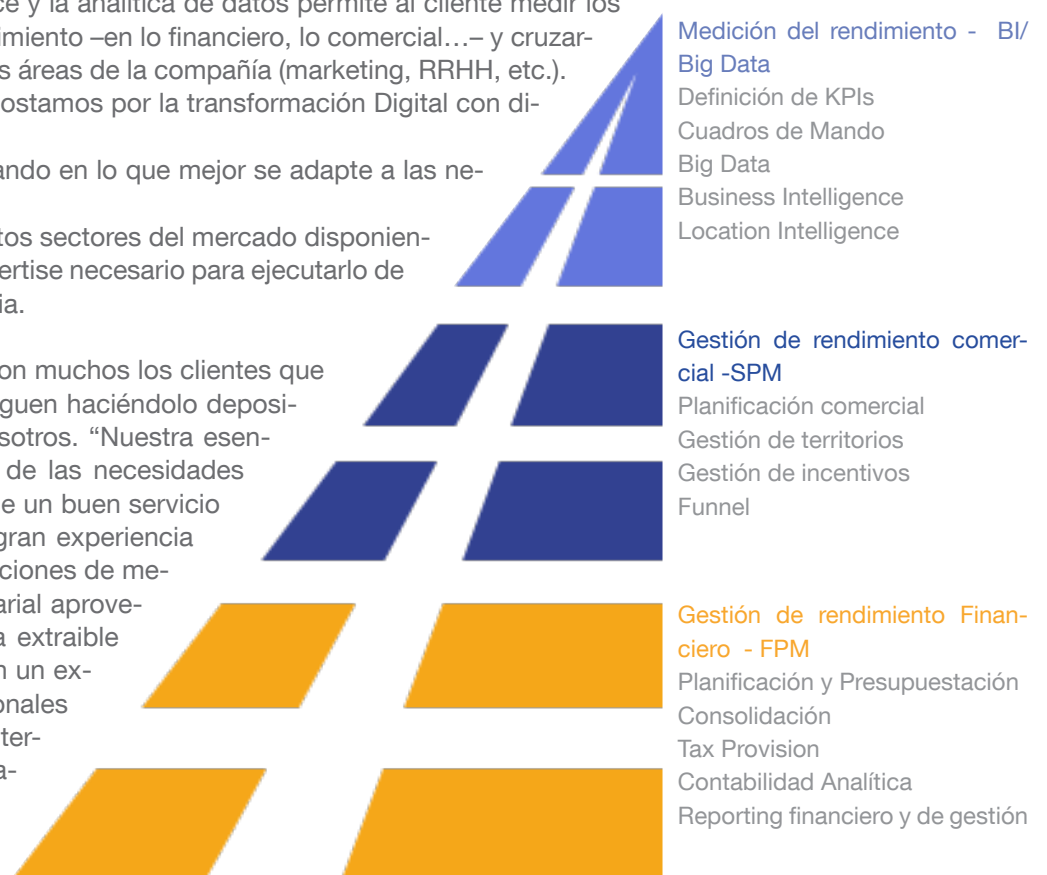 ce y la analítica de datos permite al cliente medir los
imiento –en lo financiero, lo comercial…– y cruzar-
s áreas de la compañía (marketing, RRHH, etc.).
ostamos por la transformación Digital con di-
ando en lo que mejor se adapte a las ne-
tos sectores del mercado disponien-
ertise necesario para ejecutarlo de
ia.
on muchos los clientes que
guen haciéndolo deposi-
sotros. “Nuestra esen-
de las necesidades
e un buen servicio
gran experiencia
ciones de me-
arial aprove-
a extraible
n un ex-
onales
ter-
a-
Medición del rendimiento - BI/
Big Data
Definición de KPIs
Cuadros de Mando
Big Data
Business Intelligence
Location Intelligence
Gestión de rendimiento comer-
cial -SPM
Planificación comercial
Gestión de territorios
Gestión de incentivos
Funnel
Gestión de rendimiento Finan-
ciero - FPM
Planificación y Presupuestación
Consolidación
Tax Provision
Contabilidad Analítica
Reporting financiero y de gestión